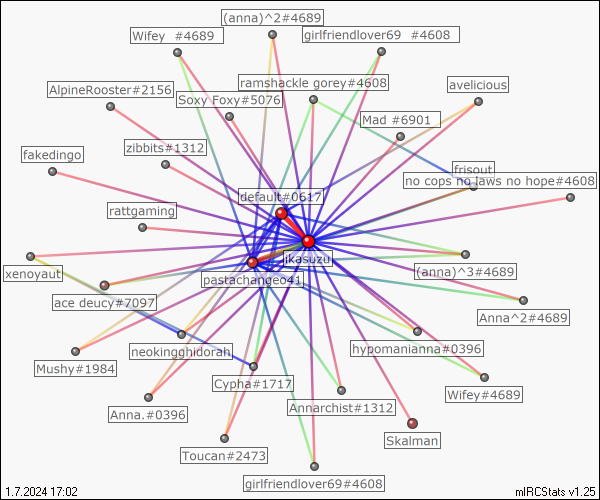 (anna)^2#4689
Wifey  #4689
girlfriendlover69  #4608
AlpineRooster#2156
ramshackle gorey#4608
avelicious
Soxy Foxy#5076
Mad #6901
fakedingo
zibbits#1312
frisout
no cops no laws no hope#4608
default#0617
rattgaming
ikasuzu
xenoyaut
pastachangeo41
(anna)^3#4689
ace deucy#7097
Anna^2#4689
neokingghidorah
hypomanianna#0396
Mushy#1984
Cypha#1717
Wifey#4689
Anna.#0396
Annarchist#1312
Skalman
Toucan#2473
girlfriendlover69#4608
1.7.2024 17:02
mIRCStats v1.25